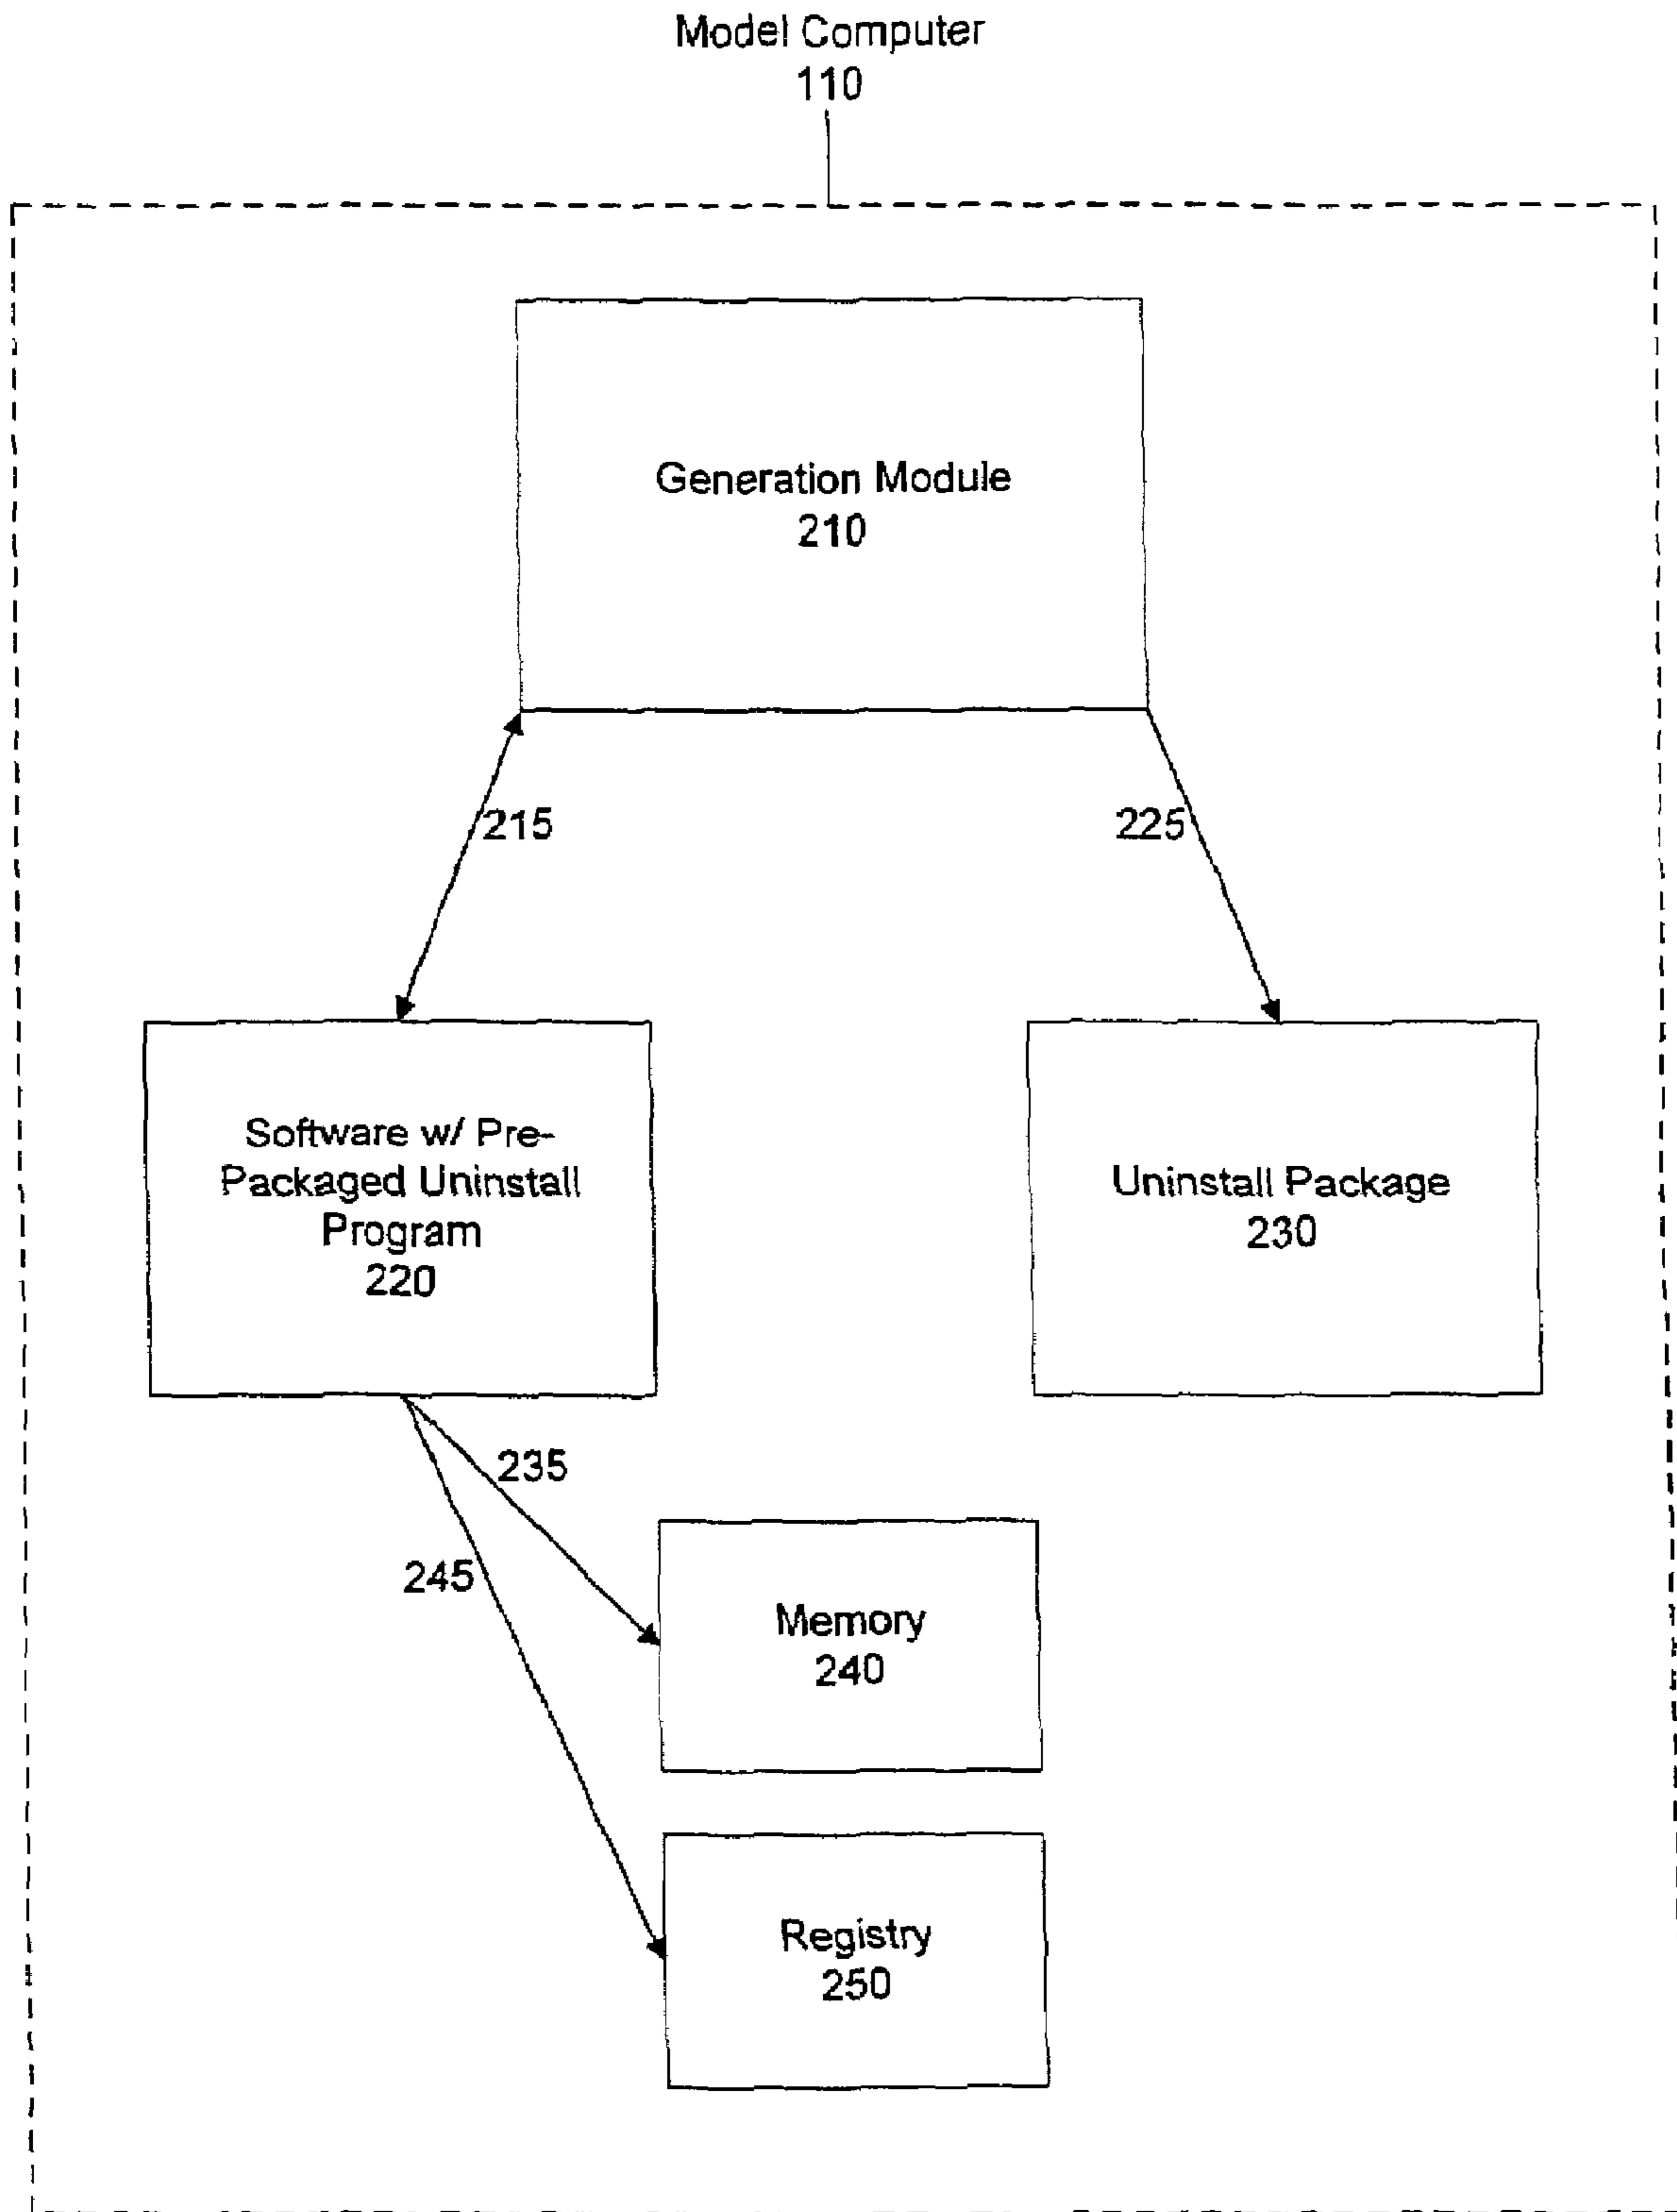 Model Computer
110
Generation Module
210
215
225
Software w/ Pre-
Packaged Uninstall
Program
220
Uninstall Package
230
235
245
Memory
240
Registry
250